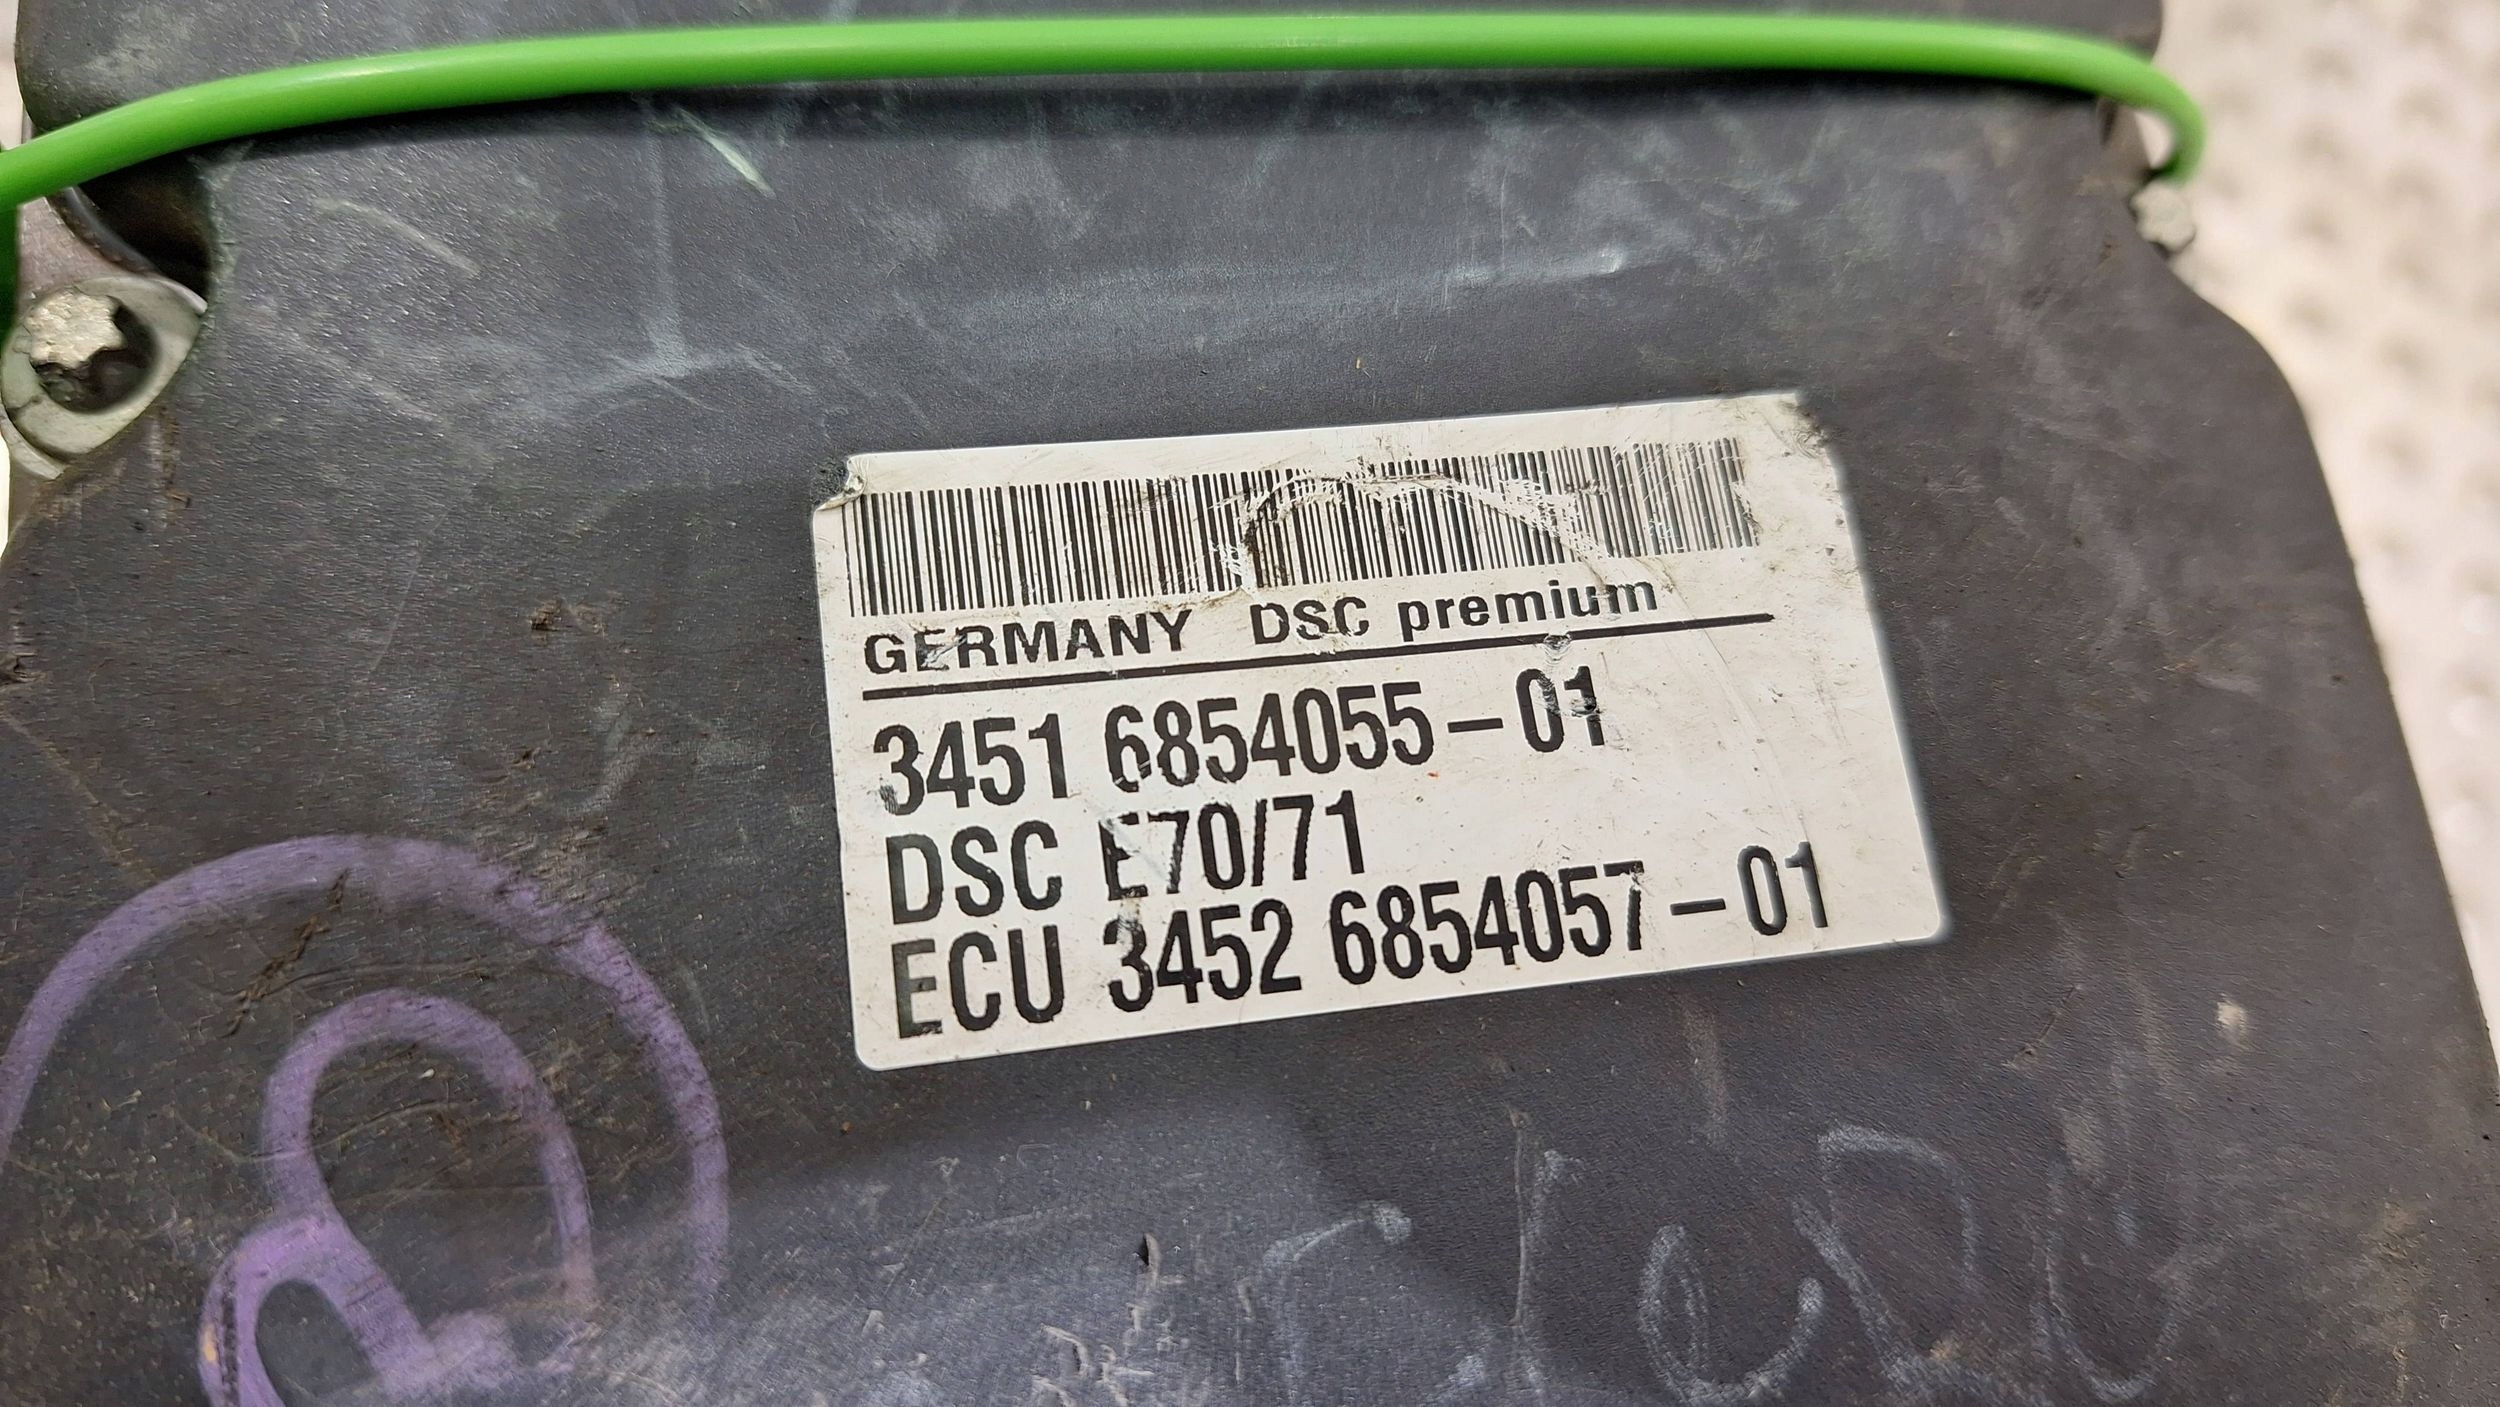 GERMANY DSC premium
3451 6854055-01
DSC E70/71
ECU 3452 6854057-01